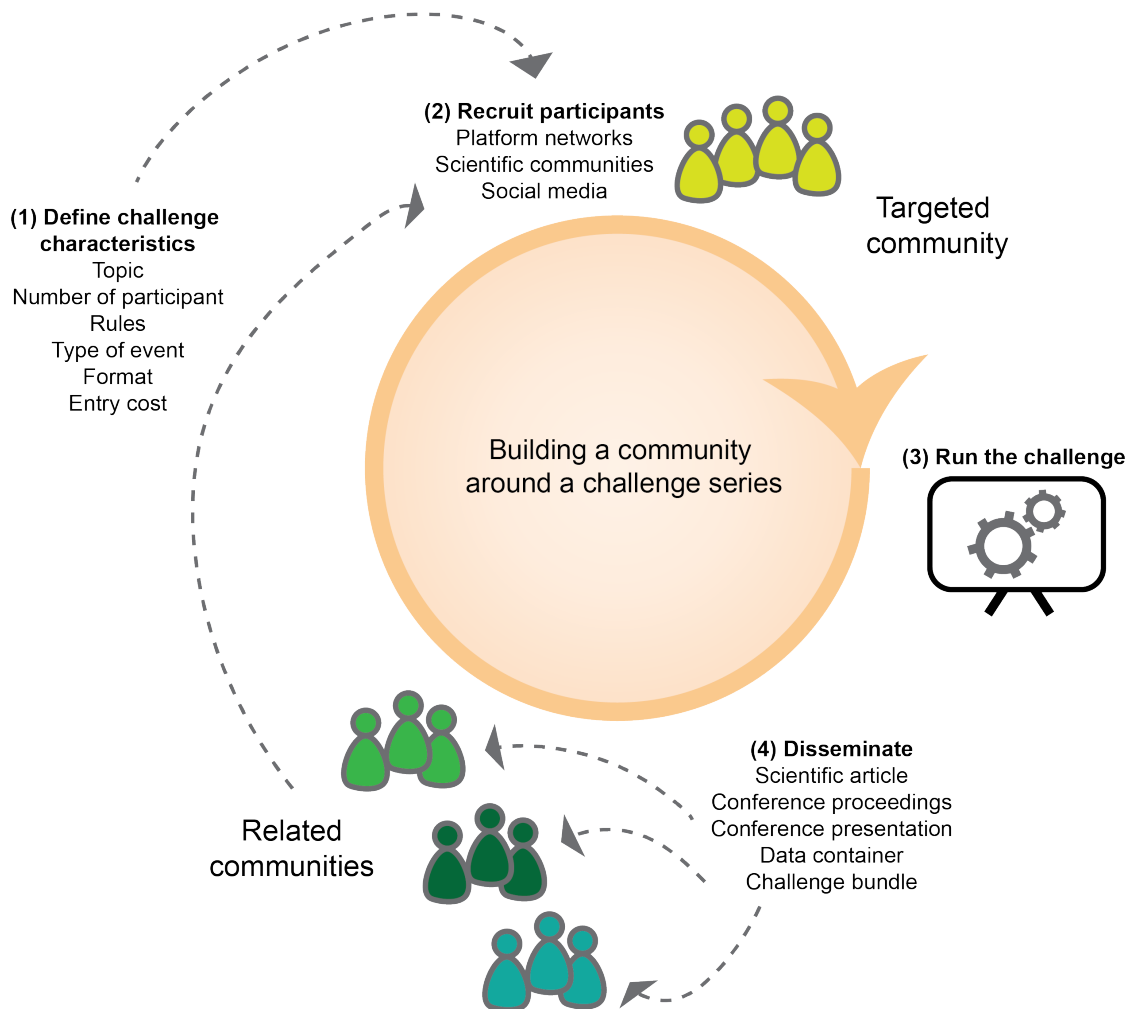 (1) Define challenge
characteristics
Topic
Number of participant
Rules
Type of event
Format
Entry cost
(2) Recruit participants
Platform networks
Scientific communities
Social media
Targeted
community
Building a community
around a challenge series
(3) Run the challenge
(4) Disseminate
Scientific article
Conference proceedings
Conference presentation
Data container
Challenge bundle
Related
communities